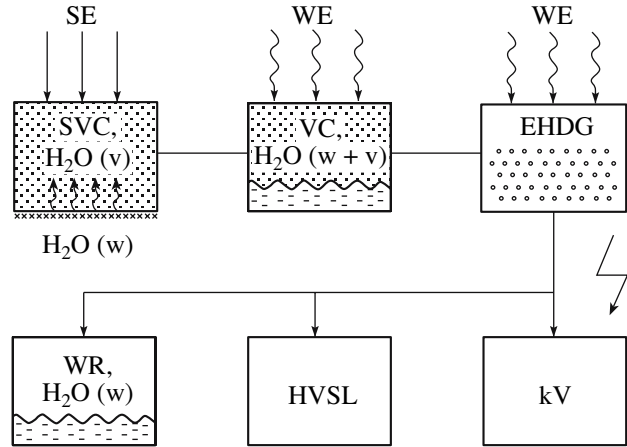 SE
WE
WE
SVC,
H₂O (v)
VC,
H₂O (w + v)
EHDG
H₂O (w)
WR,
H₂O (w)
HVSL
kV